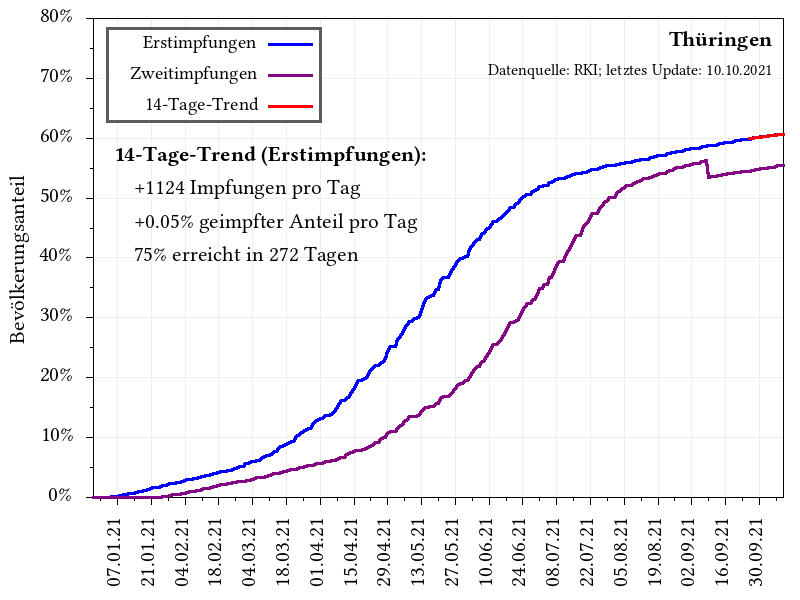 80%
70%
60%
50%
40%
30%
20%
10%
0%
Bevölkerungsanteil
Erstimpfungen
Zweitimpfungen
14-Tage-Trend
Thüringen
Datenquelle: RKI; letztes Update: 10.10.2021
14-Tage-Trend (Erstimpfungen):
+1124 Impfungen pro Tag
+0.05% geimpfter Anteil pro Tag
75% erreicht in 272 Tagen
07.01.21
21.01.21
04.02.21
18.02.21
04.03.21
18.03.21
01.04.21
15.04.21
29.04.21
13.05.21
27.05.21
10.06.21
24.06.21
08.07.21
22.07.21
05.08.21
19.08.21
02.09.21
16.09.21
30.09.21